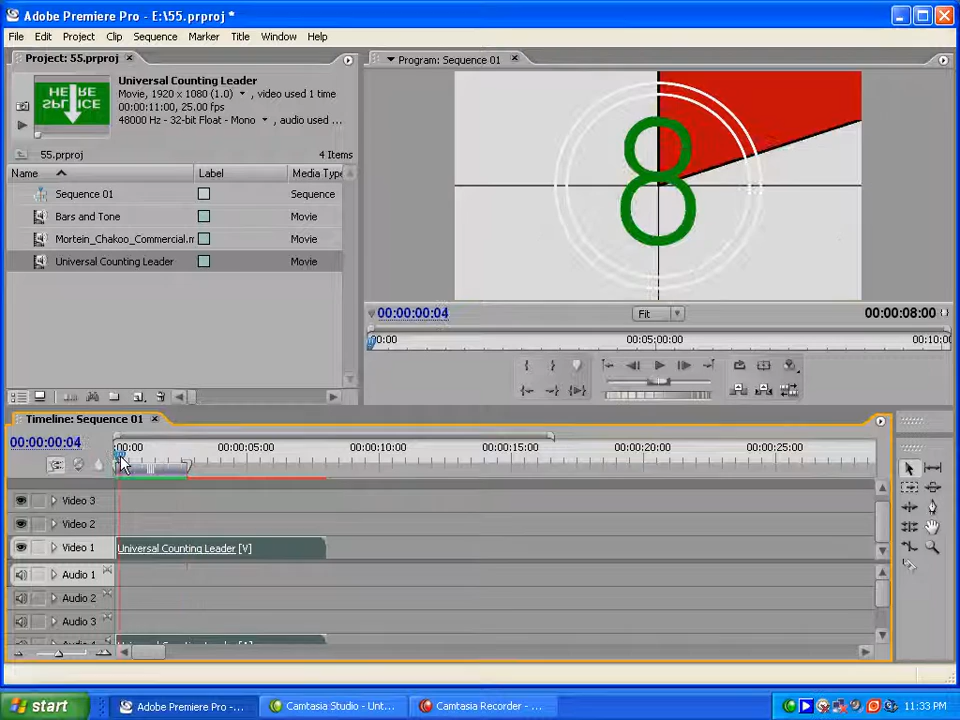 Adobe Premiere Pro - E:\55.prproj *
File Edit Project Clip Sequence Marker Title Window Help
Project: 55.prproj
Universal Counting Leader
Movie, 1920 x 1080 (1.0) , video used 1 time
00:00:11:00, 25.00 fps
48000 Hz - 32-bit Float - Mono , audio used ...
HERE
SPLICE
55.prproj 4 Items
Name Label Media Type
Sequence 01 Sequence
Bars and Tone Movie
Mortein_Chakoo_Commercial.m Movie
Universal Counting Leader Movie
Program: Sequence 01
8
00:00:00:04 Fit 00:00:08:00
00:00 00:05:00:00 00:10:0
Timeline: Sequence 01
00:00:00:04
00:00 00:00:05:00 00:00:10:00 00:00:15:00 00:00:20:00 00:00:25:00
Video 3
Video 2
Video 1 Universal Counting Leader [V]
Audio 1
Audio 2
Audio 3
start Adobe Premiere Pro -... Camtasia Studio - Unt... Camtasia Recorder - ... 11:33 PM